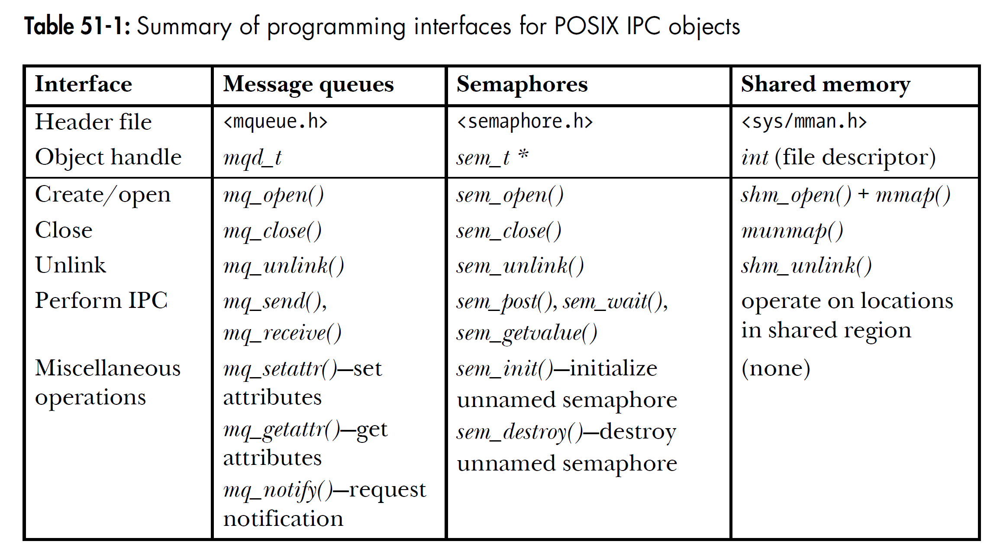 Table 51-1: Summary of programming interfaces for POSIX IPC objects
Interface Message queues Semaphores Shared memory
Header file <mqueue.h> <semaphore.h> <sys/mman.h>
Object handle mqd_t sem_t * int (file descriptor)
Create/open mq_open() sem_open() shm_open() + mmap()
Close mq_close() sem_close() munmap()
Unlink mq_unlink() sem_unlink() shm_unlink()
Perform IPC mq_send(), sem_post(), sem_wait(), operate on locations
mq_receive() sem_getvalue() in shared region
Miscellaneous mq_setattr()—set sem_init()—initialize (none)
operations attributes unnamed semaphore
mq_getattr()—get sem_destroy()—destroy
attributes unnamed semaphore
mq_notify()—request
notification